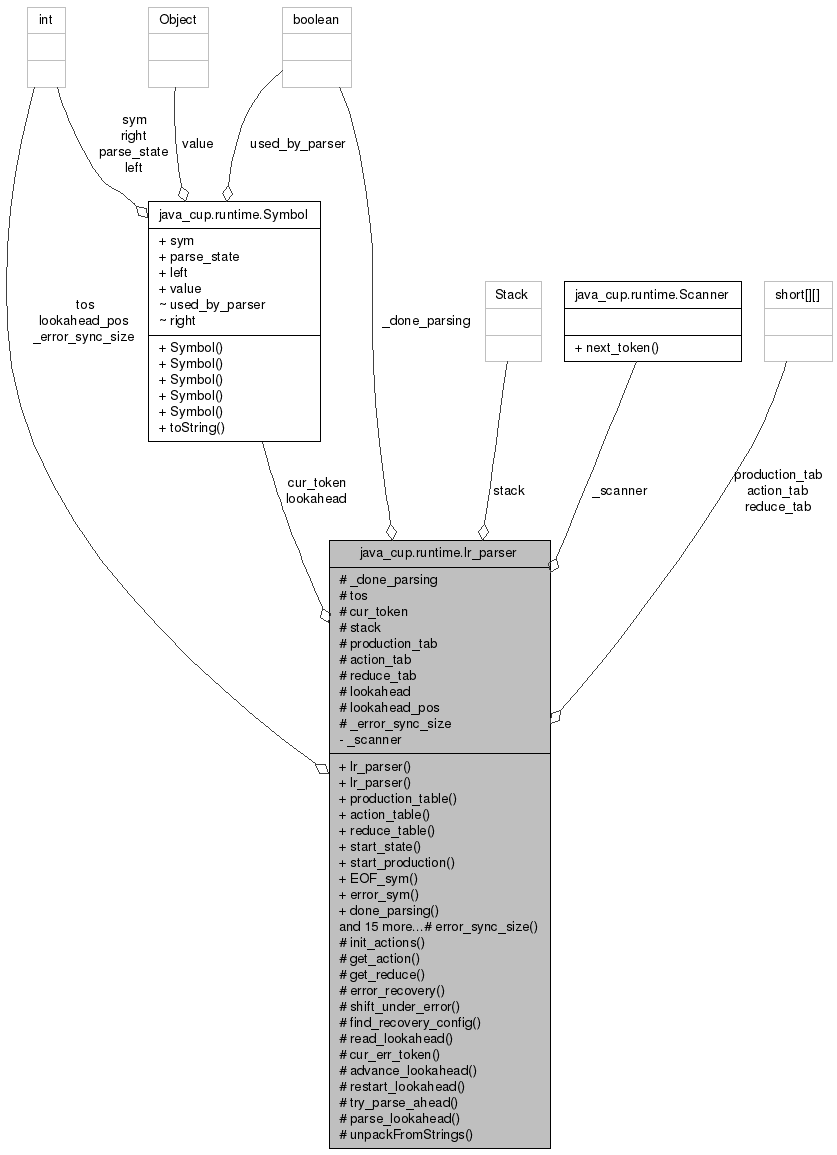 int
Object
boolean
sym
right
parse_state
left
value
used_by_parser
java_cup.runtime.Symbol
+ sym
+ parse_state
+ left
+ value
~ used_by_parser
~ right
+ Symbol()
+ Symbol()
+ Symbol()
+ Symbol()
+ Symbol()
+ toString()
tos
lookahead_pos
_error_sync_size
_done_parsing
Stack
java_cup.runtime.Scanner
+ next_token()
short[][]
cur_token
lookahead
stack
_scanner
production_tab
action_tab
reduce_tab
java_cup.runtime.lr_parser
# _done_parsing
# tos
# cur_token
# stack
# production_tab
# action_tab
# reduce_tab
# lookahead
# lookahead_pos
# _error_sync_size
- _scanner
+ lr_parser()
+ lr_parser()
+ production_table()
+ action_table()
+ reduce_table()
+ start_state()
+ start_production()
+ EOF_sym()
+ error_sym()
+ done_parsing()
and 15 more...# error_sync_size()
# init_actions()
# get_action()
# get_reduce()
# error_recovery()
# shift_under_error()
# find_recovery_config()
# read_lookahead()
# cur_err_token()
# advance_lookahead()
# restart_lookahead()
# try_parse_ahead()
# parse_lookahead()
# unpackFromStrings()